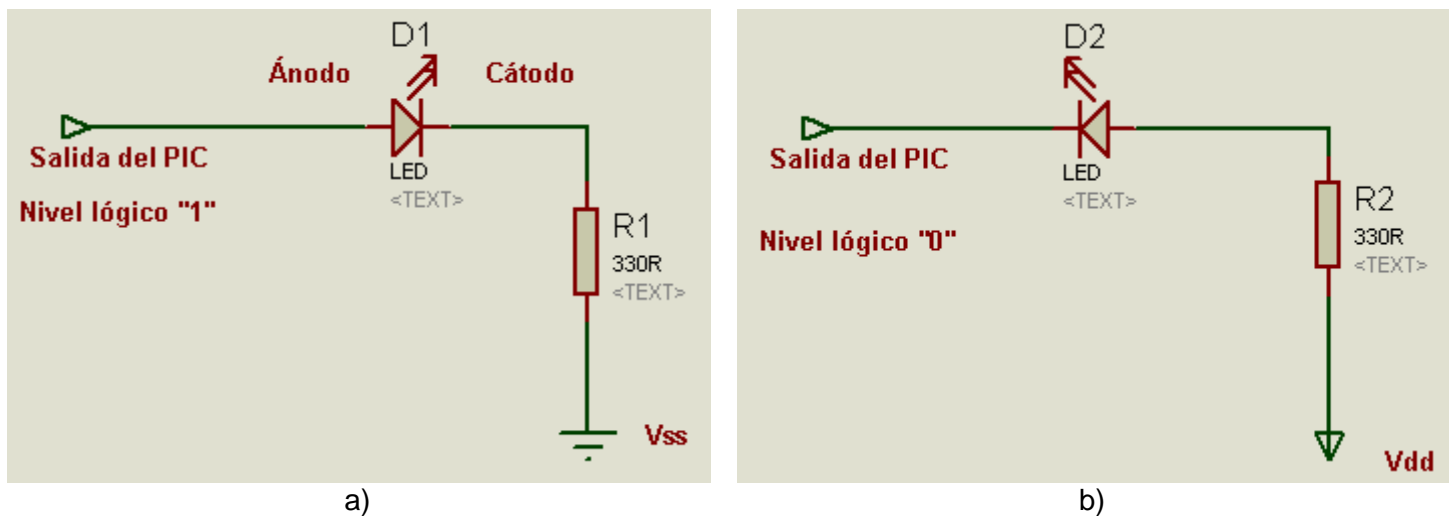 D1
Ánodo
Cátodo
Salida del PIC
LED
<TEXT>
Nivel lógico "1"
R1
330R
<TEXT>
Vss
a)
D2
Salida del PIC
LED
<TEXT>
Nivel lógico "0"
R2
330R
<TEXT>
Vdd
b)